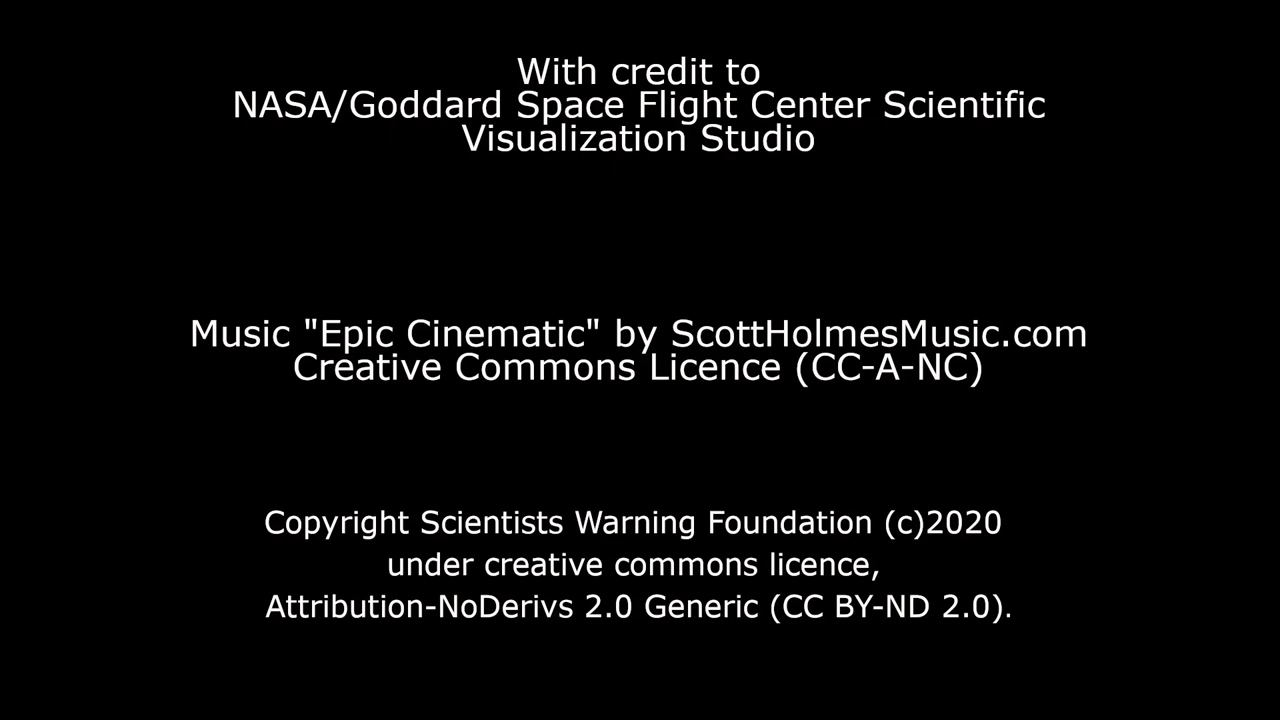 With credit to
NASA/Goddard Space Flight Center Scientific
Visualization Studio
Music "Epic Cinematic" by ScottHolmesMusic.com
Creative Commons Licence (CC-A-NC)
Copyright Scientists Warning Foundation (c)2020
under creative commons licence,
Attribution-NoDerivs 2.0 Generic (CC BY-ND 2.0).